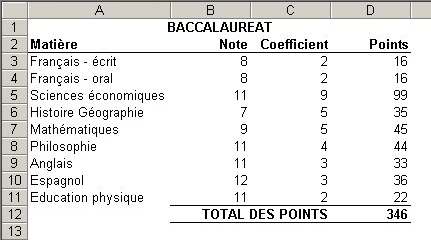 A B C D
1 BACCALAUREAT
2 Matière Note Coefficient Points
3 Français - écrit 8 2 16
4 Français - oral 8 2 16
5 Sciences économiques 11 9 99
6 Histoire Géographie 7 5 35
7 Mathématiques 9 5 45
8 Philosophie 11 4 44
9 Anglais 11 3 33
10 Espagnol 12 3 36
11 Education physique 11 2 22
12 TOTAL DES POINTS 346
13